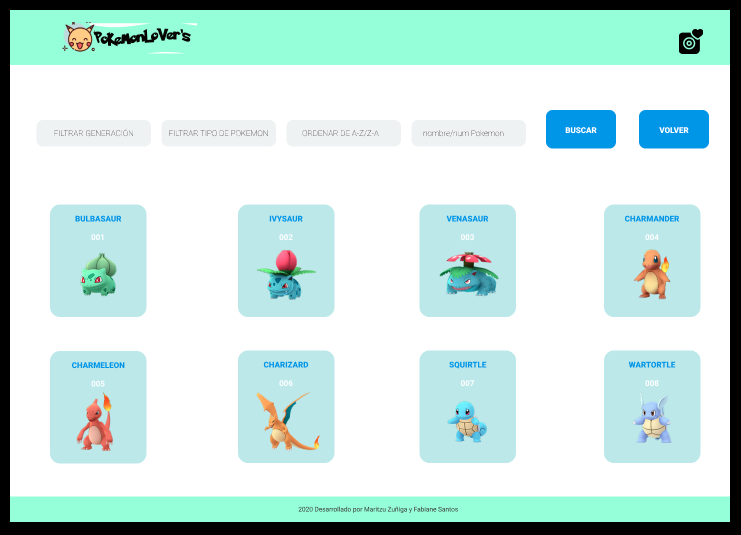 PoKeMonLoVer's
FILTRAR GENERACIÓN
FILTRAR TIPO DE POKEMON
ORDENAR DE A-Z/Z-A
nombre/num Pokemon
BUSCAR
VOLVER
BULBASAUR
IVYSAUR
VENASAUR
CHARMANDER
001
002
003
004
CHARMELEON
CHARIZARD
SQUIRTLE
WARTORTLE
005
006
007
008
2020 Desarrollado por Maritzu Zuñiga y Fabiane Santos